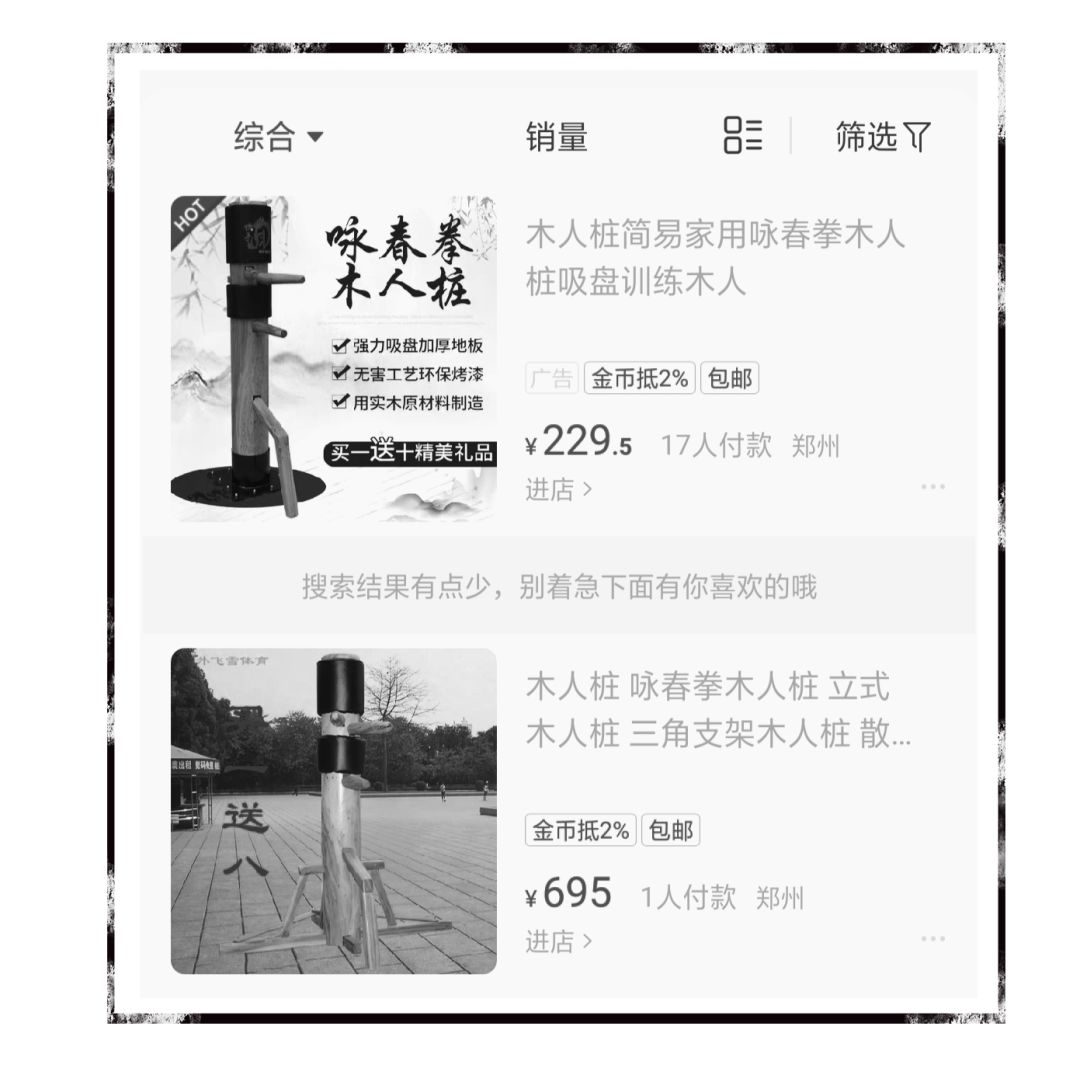 综合
销量
筛选
HOT
咏春拳
木人桩
强力吸盘加厚地板
无害工艺环保烤漆
用实木原材料制造
买一送十精美礼品
木人桩简易家用咏春拳木人
桩吸盘训练木人
广告 金币抵2% 包邮
¥229.5 17人付款 郑州
进店 >
搜索结果有点少，别着急下面有你喜欢的哦
外飞雪体育
一
送
八
木人桩 咏春拳木人桩 立式
木人桩 三角支架木人桩 散...
金币抵2% 包邮
¥695 1人付款 郑州
进店 >